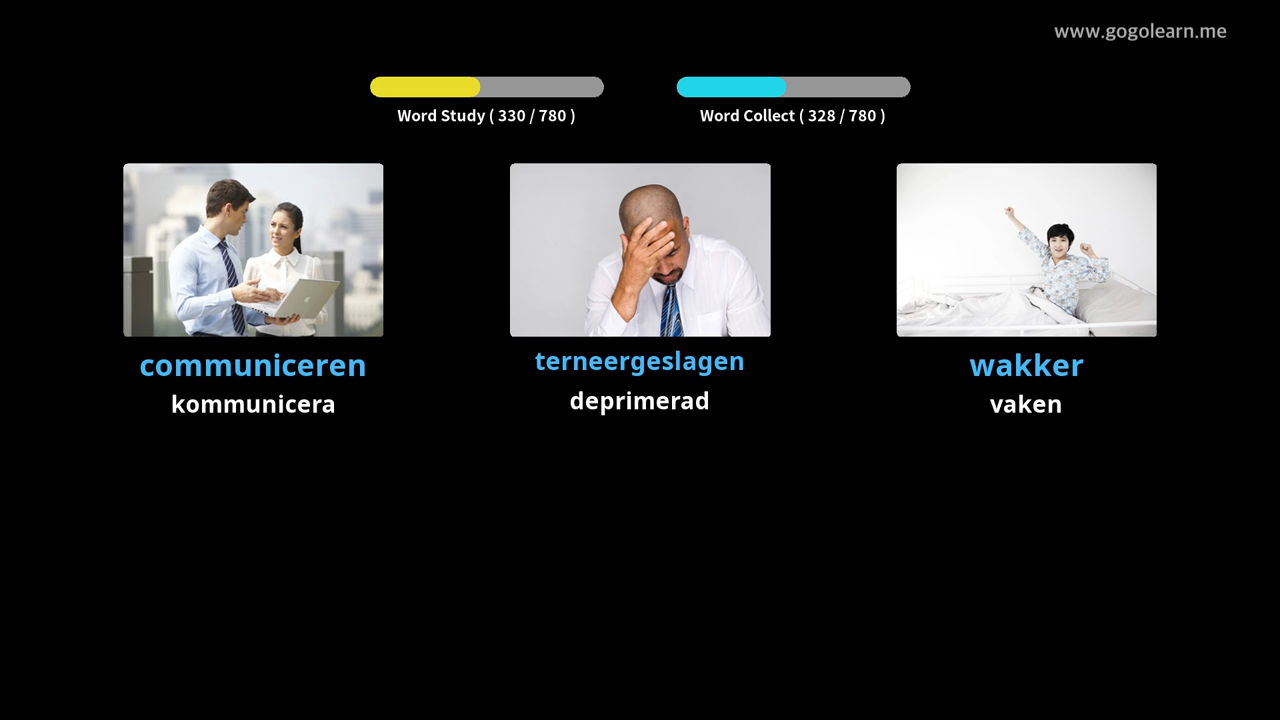 www.gogolearn.me
Word Study ( 330 / 780 )
Word Collect ( 328 / 780 )
communiceren
kommunicera
terneergeslagen
deprimerad
wakker
vaken